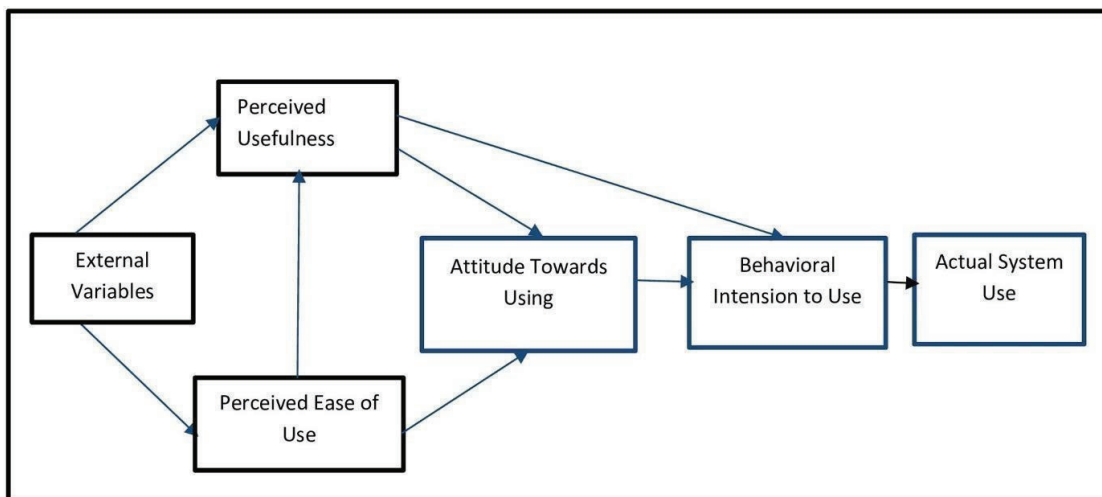 Perceived
Usefulness
External
Variables
Attitude Towards
Using
Behavioral
Intension to Use
Actual System
Use
Perceived Ease of
Use